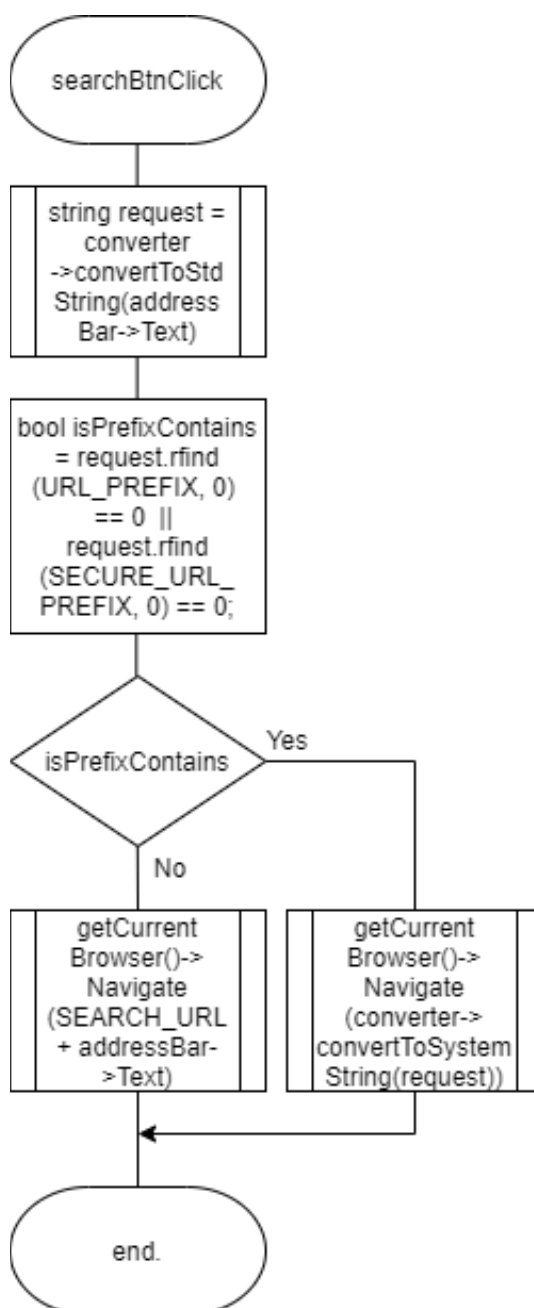 searchBtnClick
string request =
converter
->convertToStd
String(address
Bar->Text)
bool isPrefixContains
= request.rfind
(URL_PREFIX, 0)
== 0 ||
request.rfind
(SECURE_URL_
PREFIX, 0) == 0;
isPrefixContains
Yes
No
getCurrent
Browser()->
Navigate
(SEARCH_URL
+ addressBar-
>Text)
getCurrent
Browser()->
Navigate
(converter->
convertToSystem
String(request))
end.